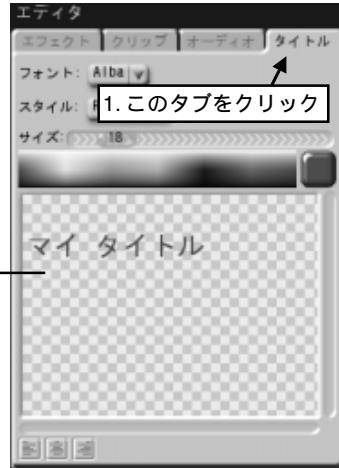 エディタ
エフェクト クリップ オーディオ タイトル
フォント: Alba
スタイル:
1. このタブをクリック
サイズ: 18
マイ タイトル